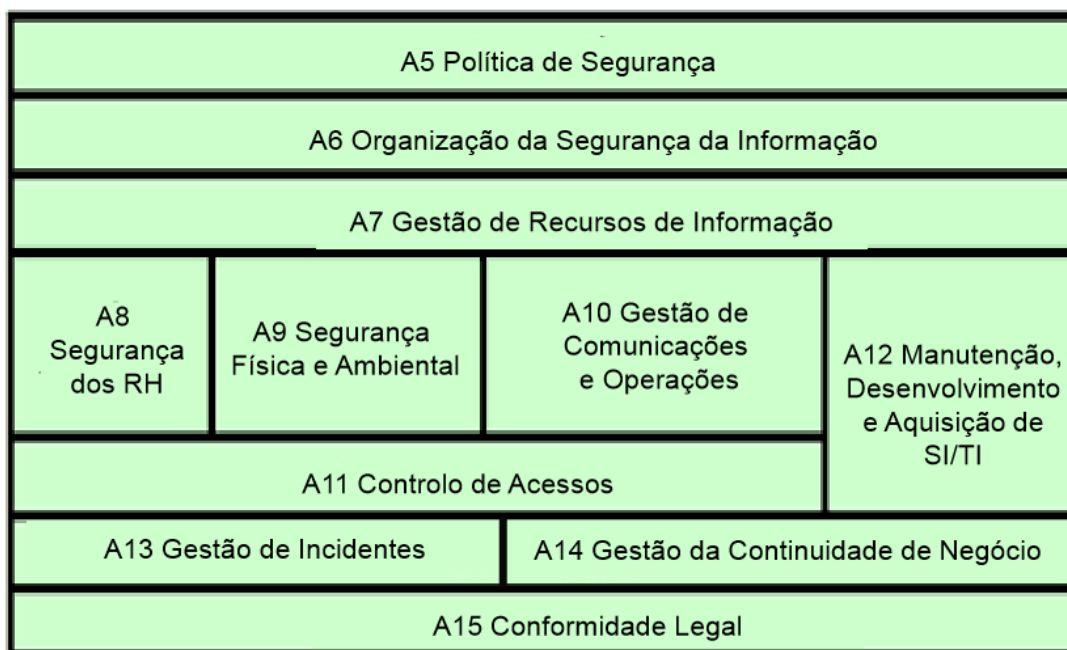 A5 Política de Segurança
A6 Organização da Segurança da Informação
A7 Gestão de Recursos de Informação
A8
Segurança
dos RH
A9 Segurança
Física e Ambiental
A10 Gestão de
Comunicações
e Operações
A12 Manutenção,
Desenvolvimento
e Aquisição de
SI/TI
A11 Controlo de Acessos
A13 Gestão de Incidentes
A14 Gestão da Continuidade de Negócio
A15 Conformidade Legal